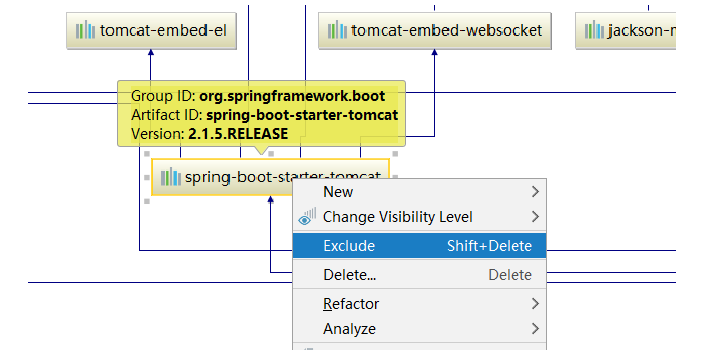 tomcat-embed-el
tomcat-embed-websocket
jackson-m
Group ID: org.springframework.boot
Artifact ID: spring-boot-starter-tomcat
Version: 2.1.5.RELEASE
spring-boot-starter-tomcat
New
Change Visibility Level
Exclude Shift+Delete
Delete... Delete
Refactor
Analyze